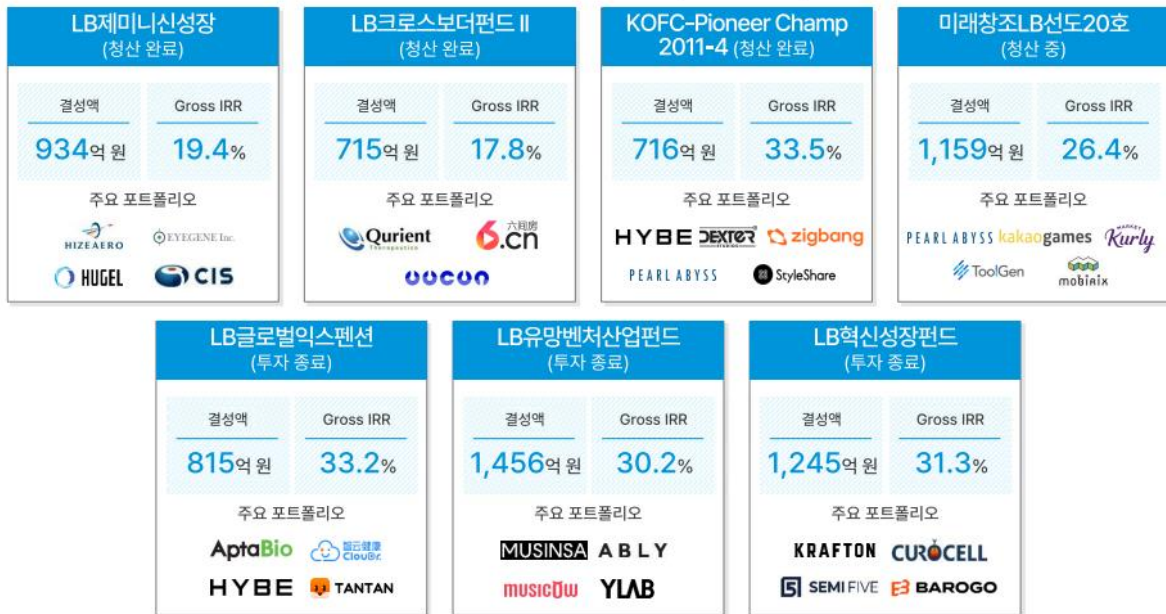 LB제미니신성장
(청산 완료)
결성액 Gross IRR
934억 원 19.4%
주요 포트폴리오
HIZEAERO EYEGENE Inc.
HUGEL CIS
LB크로스보더펀드 II
(청산 완료)
결성액 Gross IRR
715억 원 17.8%
주요 포트폴리오
Qurient
Therapeutics
六间房
6.cn
uucun
KOFC-Pioneer Champ
2011-4 (청산 완료)
결성액 Gross IRR
716억 원 33.5%
주요 포트폴리오
HYBE DEXTER STUDIOS zigbang
PEARL ABYSS StyleShare
미래창조LB선도20호
(청산 중)
결성액 Gross IRR
1,159억 원 26.4%
주요 포트폴리오
PEARL ABYSS kakaogames MARKET Kurly
ToolGen mobirix
LB글로벌익스펜션
(투자 종료)
결성액 Gross IRR
815억 원 33.2%
주요 포트폴리오
AptaBio 智云健康 ClouDr.
HYBE TANTAN
LB유망벤처산업펀드
(투자 종료)
결성액 Gross IRR
1,456억 원 30.2%
주요 포트폴리오
MUSINSA ABLY
musicow YLAB
LB혁신성장펀드
(투자 종료)
결성액 Gross IRR
1,245억 원 31.3%
주요 포트폴리오
KRAFTON CUROCELL
SEMIFIVE BAROGO